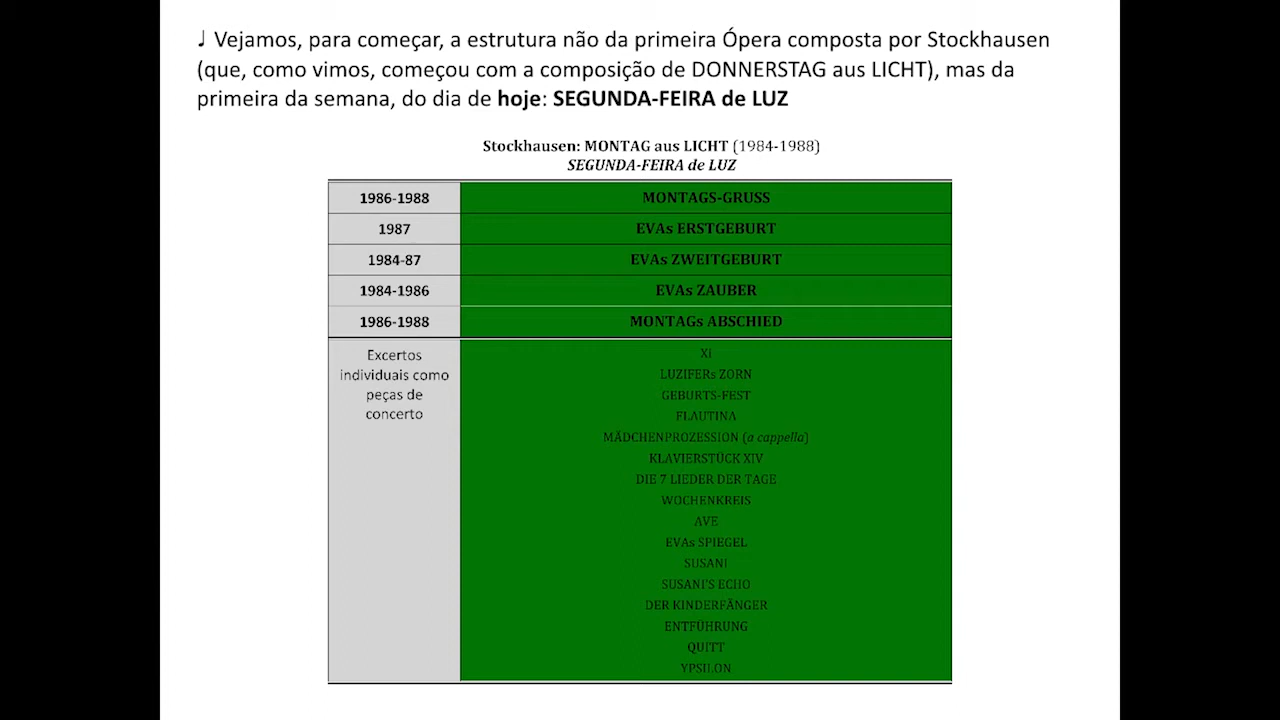 ♩ Vejamos, para começar, a estrutura não da primeira Ópera composta por Stockhausen
(que, como vimos, começou com a composição de DONNERSTAG aus LICHT), mas da
primeira da semana, do dia de hoje: SEGUNDA-FEIRA de LUZ
Stockhausen: MONTAG aus LICHT (1984-1988)
SEGUNDA-FEIRA de LUZ
1986-1988 MONTAGS-GRUSS
1987 EVAs ERSTGEBURT
1984-87 EVAs ZWEITGEBURT
1984-1986 EVAs ZAUBER
1986-1988 MONTAGs ABSCHIED
Excertos
individuais como
peças de
concerto
Xi
LUZIFERs ZORN
GEBURTS-FEST
FLAUTINA
MÄDCHENPROZESSION (a cappella)
KLAVIERSTÜCK XIV
DIE 7 LIEDER DER TAGE
WOCHENKREIS
AVE
EVAs SPIEGEL
SUSANI
SUSANI'S ECHO
DER KINDERFÄNGER
ENTFÜHRUNG
QUITT
YPSILON